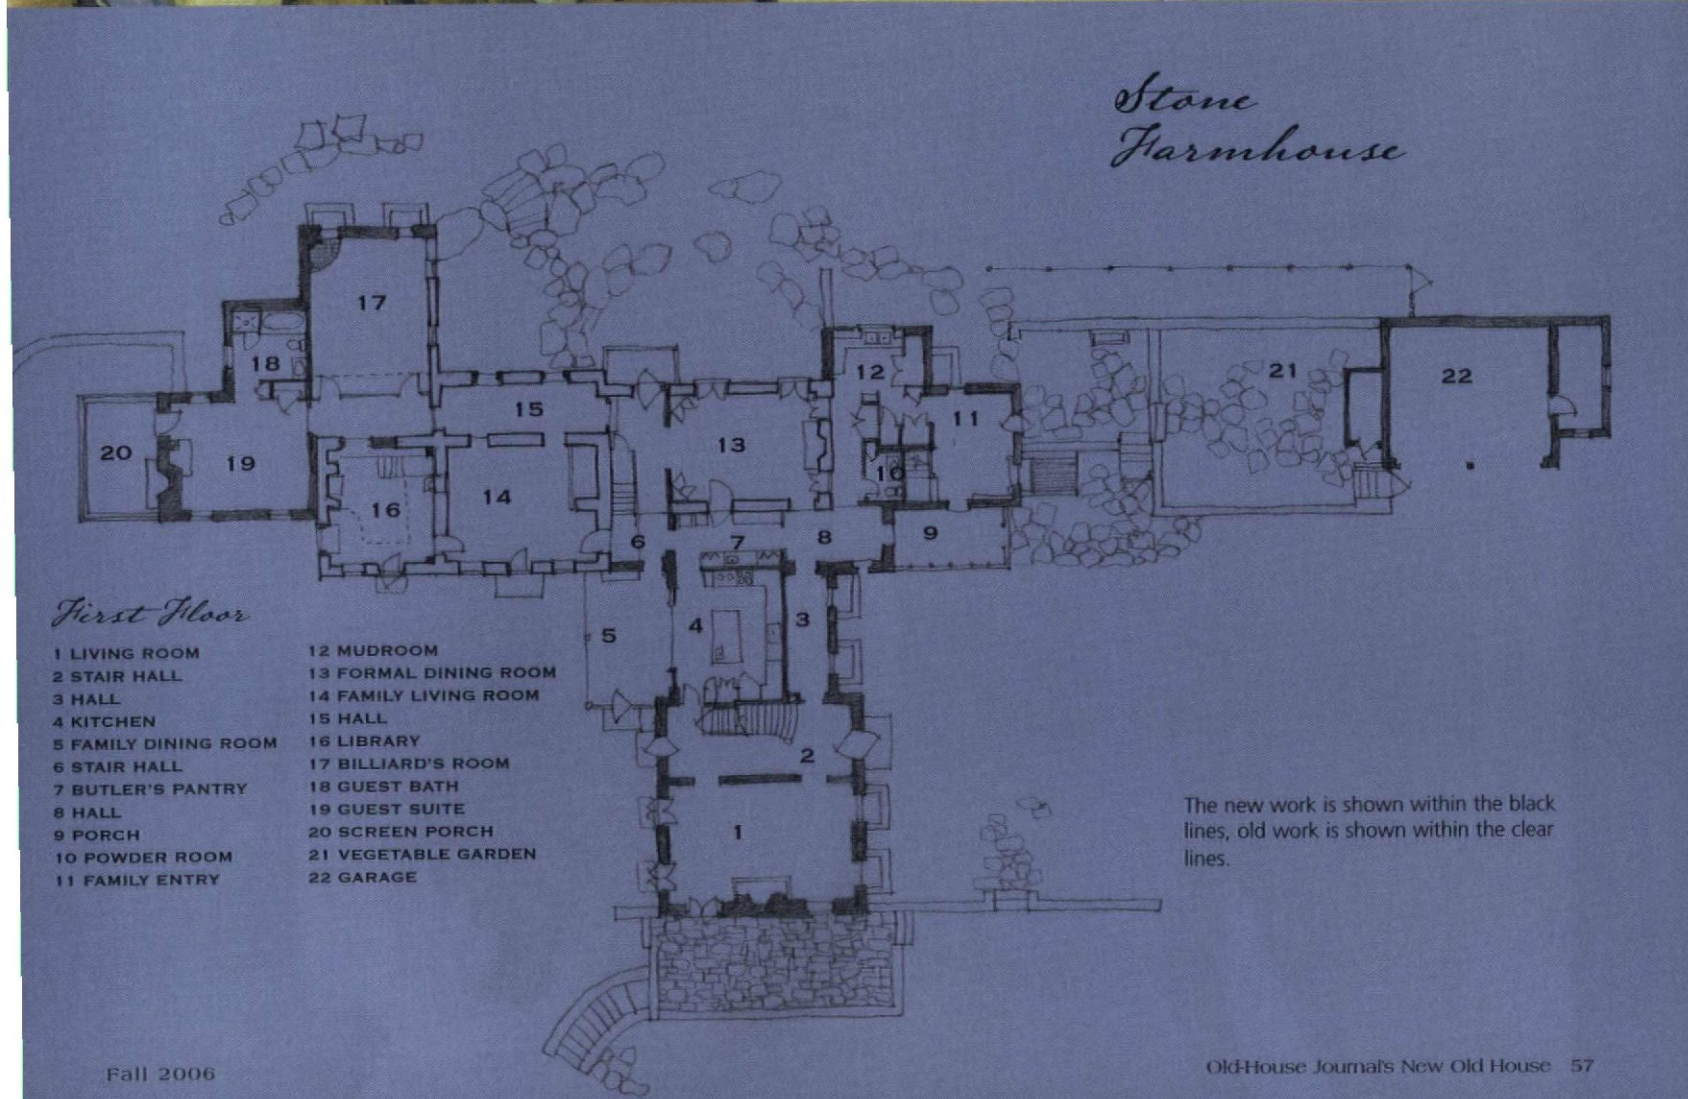 Stone
Farmhouse
17
18
12
21
22
15
11
13
20
19
10
14
16
6
7
8
9
5
4
3
2
1
First Floor
1 LIVING ROOM
2 STAIR HALL
3 HALL
4 KITCHEN
5 FAMILY DINING ROOM
6 STAIR HALL
7 BUTLER'S PANTRY
8 HALL
9 PORCH
10 POWDER ROOM
11 FAMILY ENTRY
12 MUDROOM
13 FORMAL DINING ROOM
14 FAMILY LIVING ROOM
15 HALL
16 LIBRARY
17 BILLIARD'S ROOM
18 GUEST BATH
19 GUEST SUITE
20 SCREEN PORCH
21 VEGETABLE GARDEN
22 GARAGE
The new work is shown within the black
lines, old work is shown within the clear
lines.
Fall 2006
Old-House Journal's New Old House 57